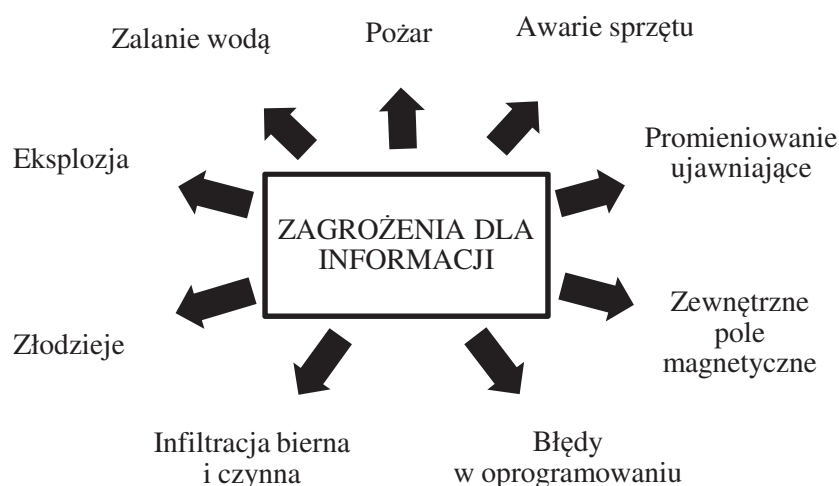 Zalanie wodą
Pożar
Awarie sprzętu
Eksplozja
Promieniowanie
ujawniające
ZAGROŻENIA DLA
INFORMACJI
Złodzieje
Zewnętrzne
pole
magnetyczne
Infiltracja bierna
i czynna
Błędy
w oprogramowaniu